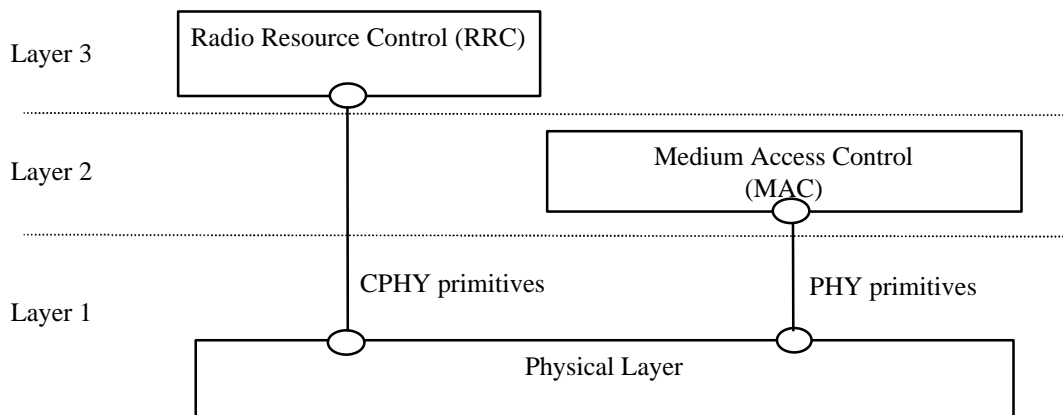 Radio Resource Control (RRC)
Layer 3
Medium Access Control
(MAC)
Layer 2
CPHY primitives
PHY primitives
Layer 1
Physical Layer